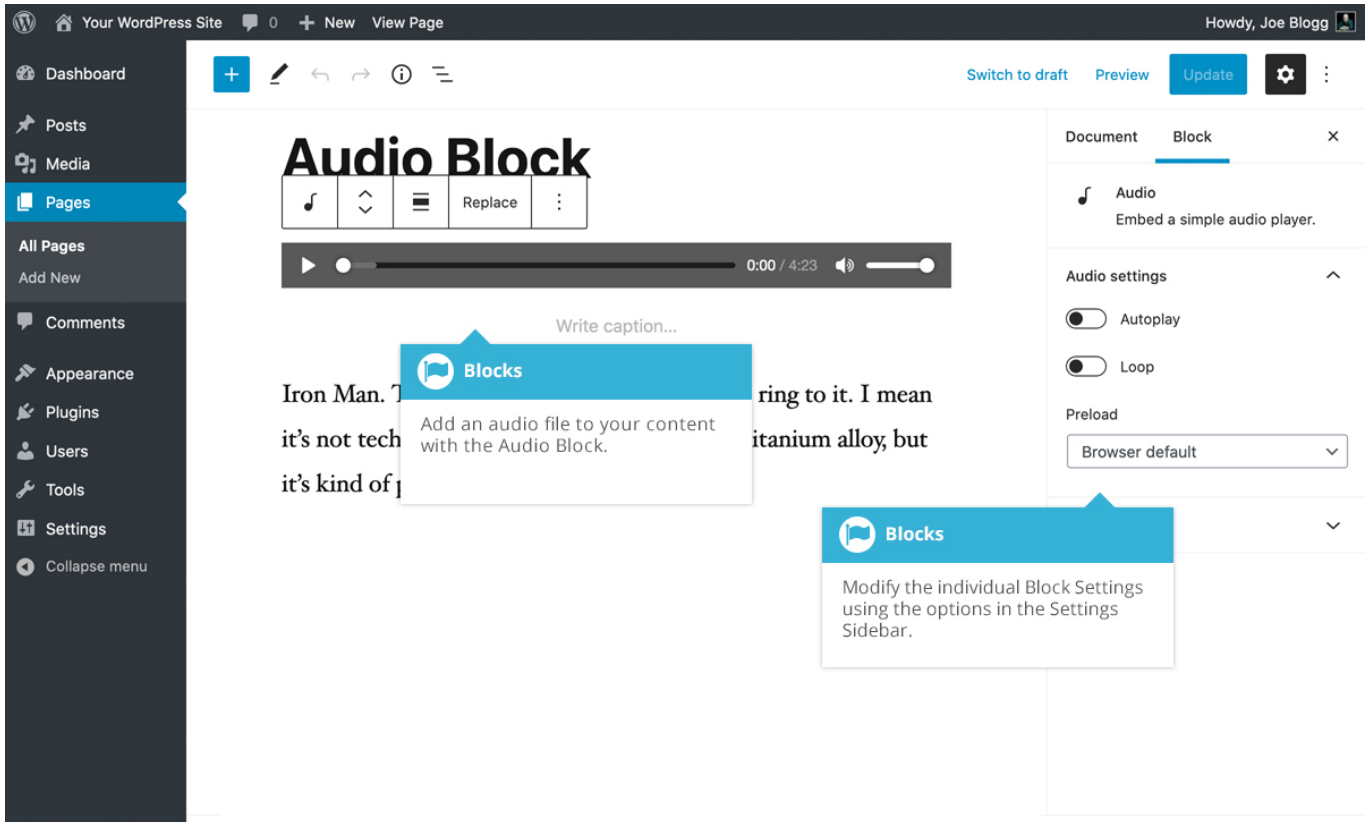 Your WordPress Site 0 New View Page Howdy, Joe Blogg
Dashboard
Posts
Media
Pages
All Pages
Add New
Comments
Appearance
Plugins
Users
Tools
Settings
Collapse menu
Switch to draft Preview Update
Audio Block
Replace
0:00 / 4:23
Write caption...
Iron Man. ring to it. I mean
it’s not tech itanium alloy, but
it’s kind of
Blocks
Add an audio file to your content
with the Audio Block.
Document Block
Audio
Embed a simple audio player.
Audio settings
Autoplay
Loop
Preload
Browser default
Blocks
Modify the individual Block Settings
using the options in the Settings
Sidebar.